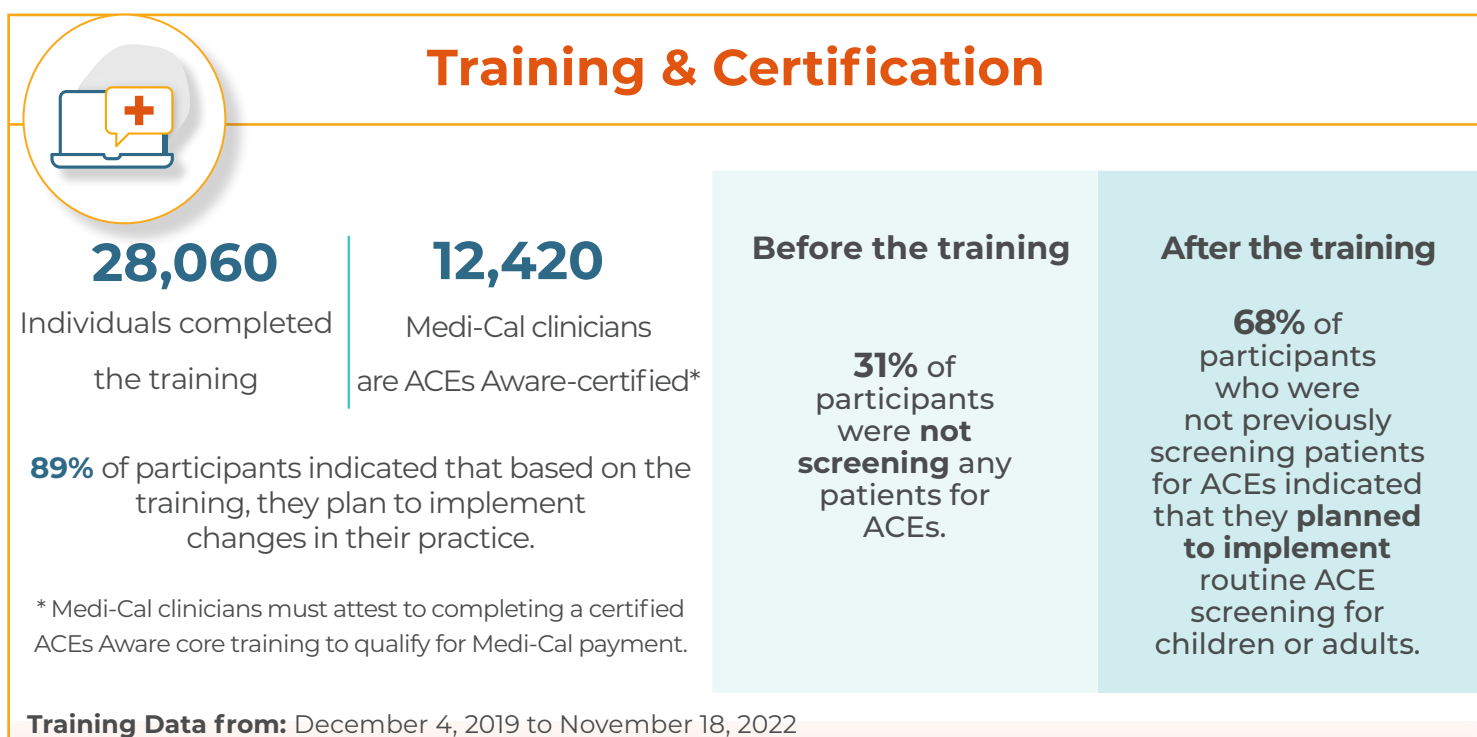 Training & Certification
28,060
Individuals completed
the training
12,420
Medi-Cal clinicians
are ACEs Aware-certified*
89% of participants indicated that based on the
training, they plan to implement
changes in their practice.
* Medi-Cal clinicians must attest to completing a certified
ACEs Aware core training to qualify for Medi-Cal payment.
Before the training
31% of
participants
were not
screening any
patients for
ACEs.
After the training
68% of
participants
who were
not previously
screening patients
for ACEs indicated
that they planned
to implement
routine ACE
screening for
children or adults.
Training Data from: December 4, 2019 to November 18, 2022